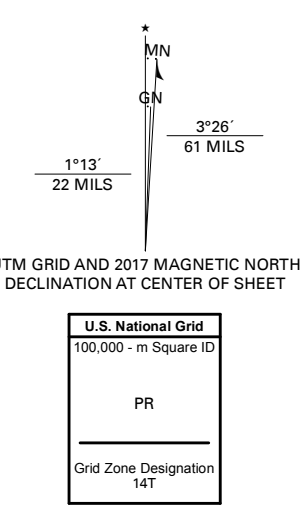 ★
MN
GN
3°26´
61 MILS
1°13´
22 MILS
UTM GRID AND 2017 MAGNETIC NORTH
DECLINATION AT CENTER OF SHEET
U.S. National Grid
100,000 - m Square ID
PR
Grid Zone Designation
14T